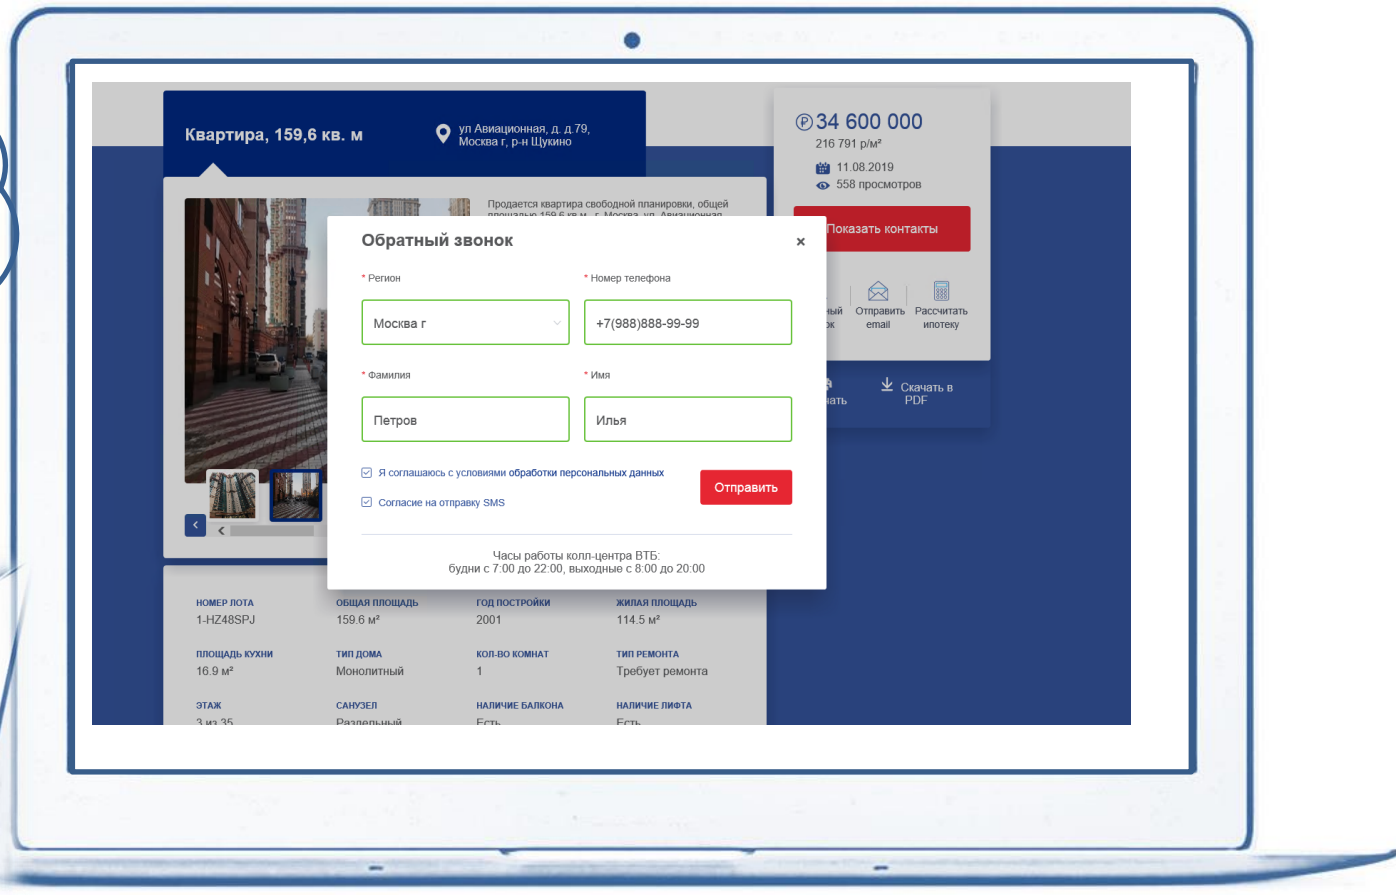 Квартира, 159,6 кв. м
ул Авиационная, д. д.79,
Москва г, р-н Щукино
34 600 000
216 791 р/м²
11.08.2019
558 просмотров
Показать контакты
Отправить
email
Рассчитать
ипотеку
Скачать в
PDF
Продается квартира свободной планировки, общей
Обратный звонок
* Регион
* Номер телефона
Москва г
+7(988)888-99-99
* Фамилия
* Имя
Петров
Илья
Я соглашаюсь с условиями обработки персональных данных
Согласие на отправку SMS
Отправить
Часы работы колл-центра ВТБ:
будни с 7:00 до 22:00, выходные с 8:00 до 20:00
НОМЕР ЛОТА
1-HZ48SPJ
ОБЩАЯ ПЛОЩАДЬ
159.6 м²
ГОД ПОСТРОЙКИ
2001
ЖИЛАЯ ПЛОЩАДЬ
114.5 м²
ПЛОЩАДЬ КУХНИ
16.9 м²
ТИП ДОМА
Монолитный
КОЛ-ВО КОМНАТ
1
ТИП РЕМОНТА
Требует ремонта
ЭТАЖ
3 из 35
САНУЗЕЛ
Раздельный
НАЛИЧИЕ БАЛКОНА
Есть
НАЛИЧИЕ ЛИФТА
Есть